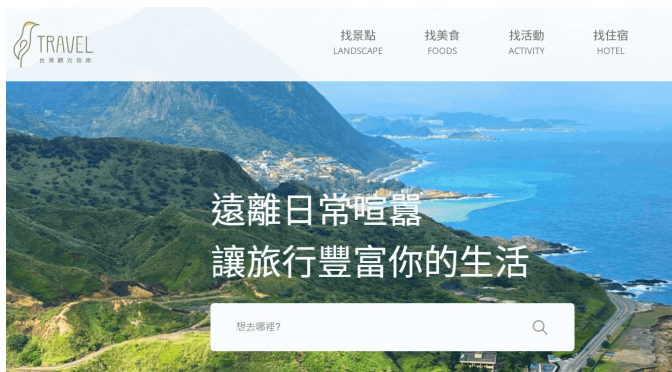 TRAVEL
台灣觀光指南
找景點
LANDSCAPE
找美食
FOODS
找活動
ACTIVITY
找住宿
HOTEL
遠離日常喧囂
讓旅行豐富你的生活
想去哪裡?